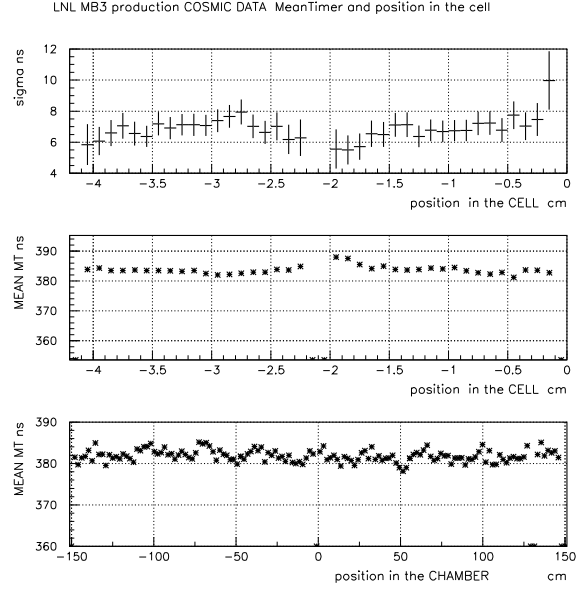 LNL MB3 production COSMIC DATA MeanTimer and position in the cell
sigma ns
12
10
8
6
4
-4 -3.5 -3 -2.5 -2 -1.5 -1 -0.5 0
position in the CELL cm
MEAN MT ns
390
380
370
360
-4 -3.5 -3 -2.5 -2 -1.5 -1 -0.5 0
position in the CELL cm
MEAN MT ns
390
380
370
360
-150 -100 -50 0 50 100 150
position in the CHAMBER cm